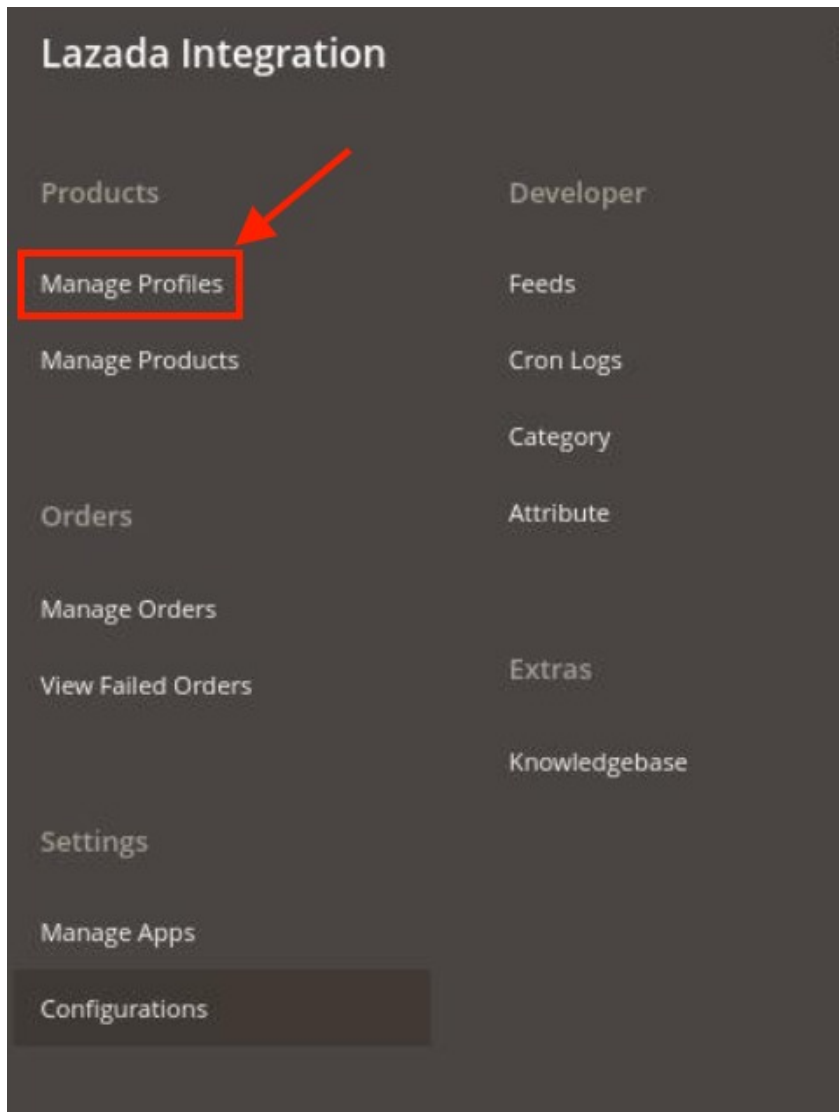 Lazada Integration
Products
Manage Profiles
Manage Products
Orders
Manage Orders
View Failed Orders
Settings
Manage Apps
Configurations
Developer
Feeds
Cron Logs
Category
Attribute
Extras
Knowledgebase